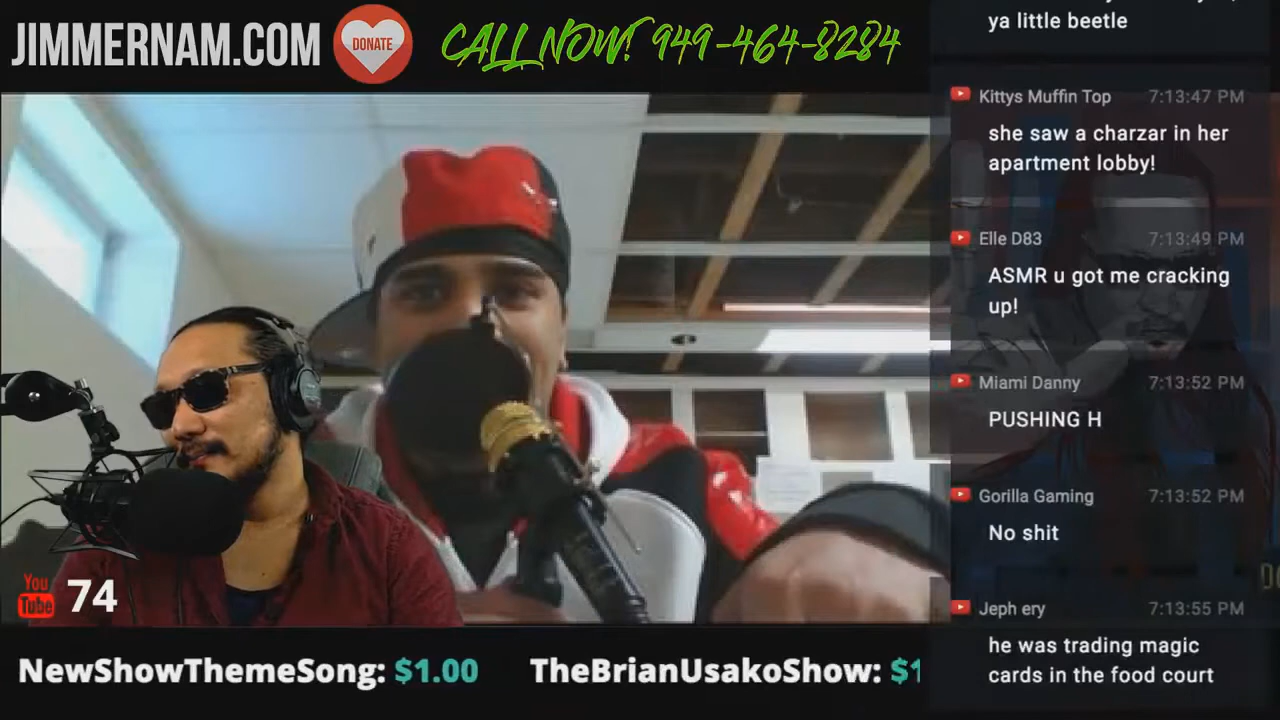 JIMMERNAM.COM
DONATE
CALL NOW! 949-464-8284
ya little beetle
Kittys Muffin Top 7:13:47 PM
she saw a charzar in her
apartment lobby!
Elle D83 7:13:49 PM
ASMR u got me cracking
up!
Miami Danny 7:13:52 PM
PUSHING H
Gorilla Gaming 7:13:52 PM
No shit
Jeph ery 7:13:55 PM
he was trading magic
cards in the food court
You
Tube
74
NewShowThemeSong: $1.00 TheBrianUsakoShow: $1